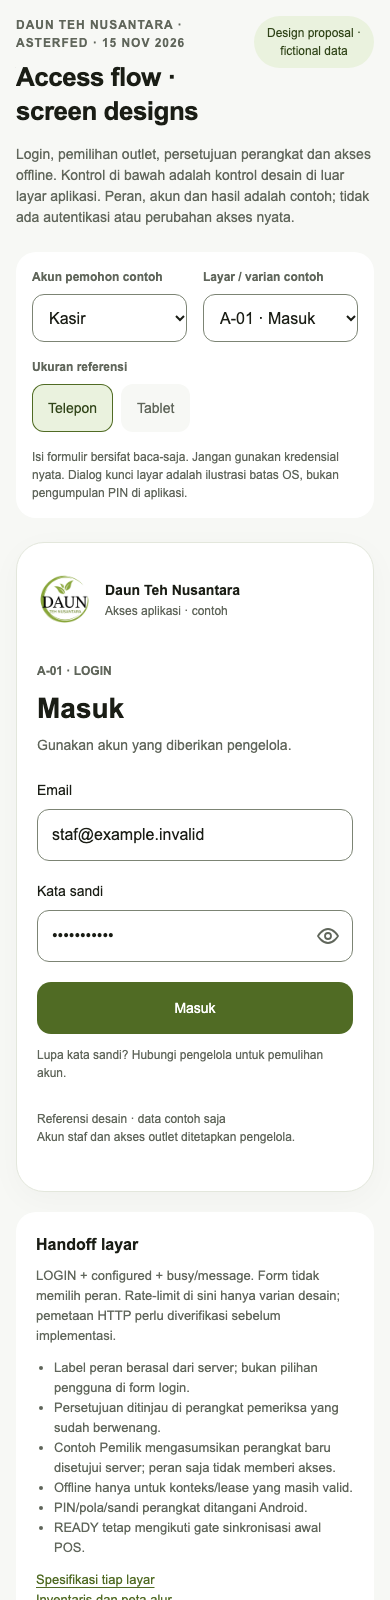 DAUN TEH NUSANTARA ·
ASTERFED · 15 NOV 2026
Design proposal ·
fictional data
Access flow ·
screen designs
Login, pemilihan outlet, persetujuan perangkat dan akses
offline. Kontrol di bawah adalah kontrol desain di luar
layar aplikasi. Peran, akun dan hasil adalah contoh; tidak
ada autentikasi atau perubahan akses nyata.
Akun pemohon contoh
Layar / varian contoh
Kasir
A-01 · Masuk
Ukuran referensi
Telepon
Tablet
Isi formulir bersifat baca-saja. Jangan gunakan kredensial
nyata. Dialog kunci layar adalah ilustrasi batas OS, bukan
pengumpulan PIN di aplikasi.
DAUN
TEH NUSANTARA
Daun Teh Nusantara
Akses aplikasi · contoh
A-01 · LOGIN
Masuk
Gunakan akun yang diberikan pengelola.
Email
staf@example.invalid
Kata sandi
•••••••••••
Masuk
Lupa kata sandi? Hubungi pengelola untuk pemulihan
akun.
Referensi desain · data contoh saja
Akun staf dan akses outlet ditetapkan pengelola.
Handoff layar
LOGIN + configured + busy/message. Form tidak
memilih peran. Rate-limit di sini hanya varian desain;
pemetaan HTTP perlu diverifikasi sebelum
implementasi.
• Label peran berasal dari server; bukan pilihan
pengguna di form login.
• Persetujuan ditinjau di perangkat pemeriksa yang
sudah berwenang.
• Contoh Pemilik mengasumsikan perangkat baru
disetujui server; peran saja tidak memberi akses.
• Offline hanya untuk konteks/lease yang masih valid.
• PIN/pola/sandi perangkat ditangani Android.
• READY tetap mengikuti gate sinkronisasi awal
POS.
Spesifikasi tiap layar
Inventaris dan peta alur